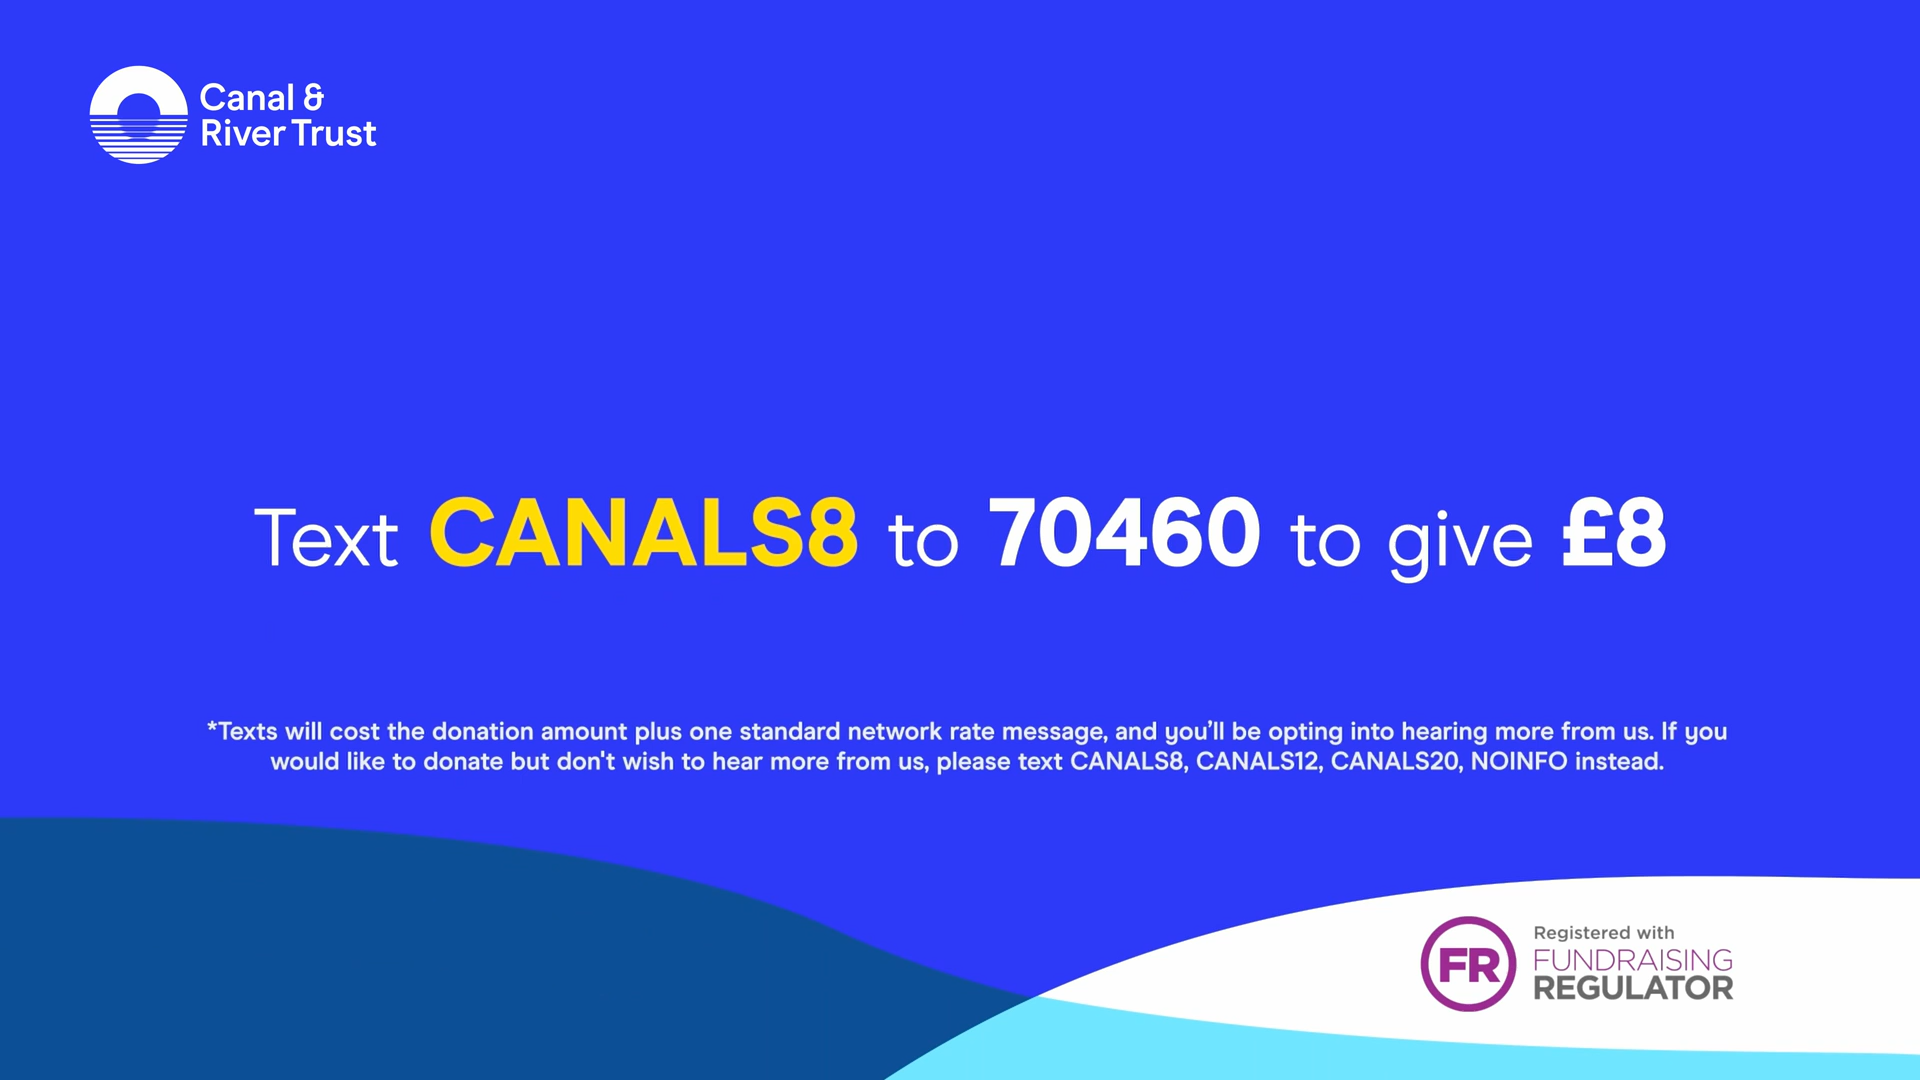 Canal &
River Trust
Text CANALS8 to 70460 to give £8
*Texts will cost the donation amount plus one standard network rate message, and you’ll be opting into hearing more from us. If you
would like to donate but don't wish to hear more from us, please text CANALS8, CANALS12, CANALS20, NOINFO instead.
FR
Registered with
FUNDRAISING
REGULATOR